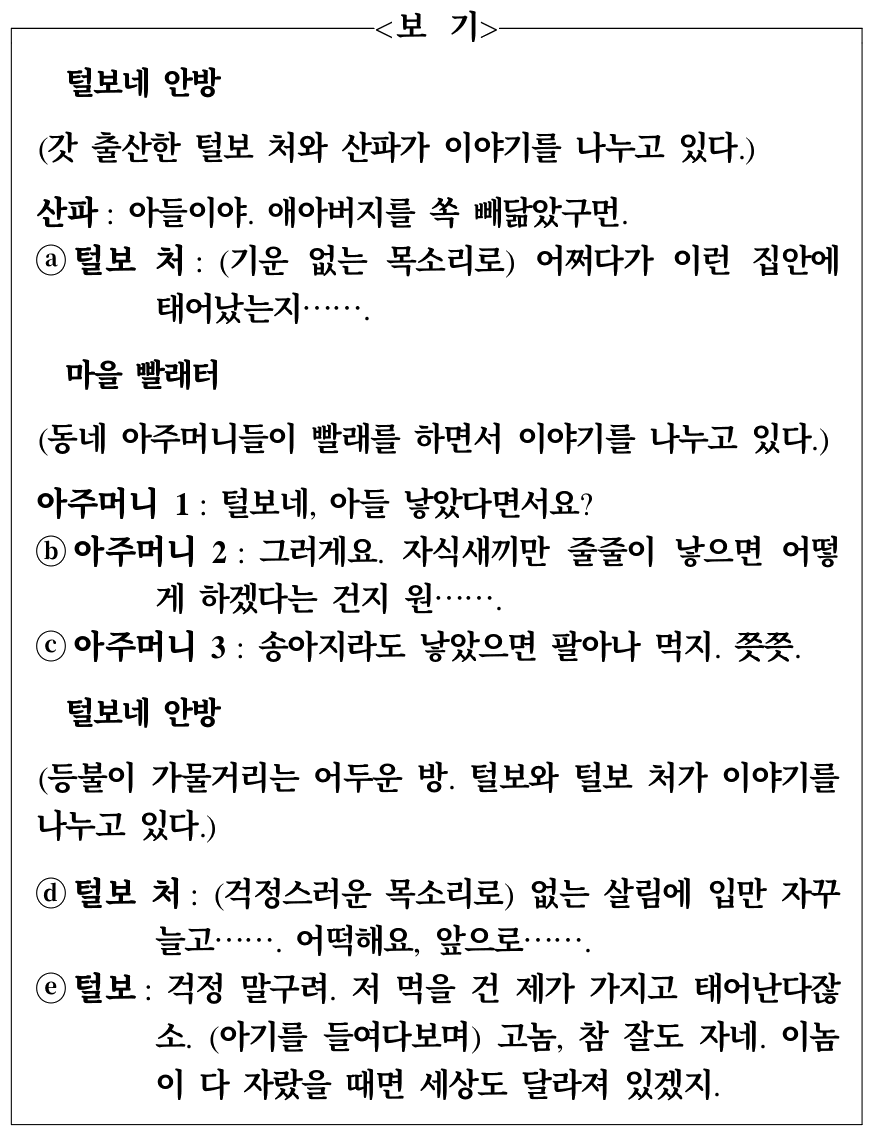 <보 기>
털보네 안방
(갓 출산한 털보 처와 산파가 이야기를 나누고 있다.)
산파 : 아들이야. 애아버지를 쏙 빼닮았구먼.
ⓐ 털보 처 : (기운 없는 목소리로) 어쩌다가 이런 집안에
태어났는지…….
마을 빨래터
(동네 아주머니들이 빨래를 하면서 이야기를 나누고 있다.)
아주머니 1 : 털보네, 아들 낳았다면서요?
ⓑ 아주머니 2 : 그러게요. 자식새끼만 줄줄이 낳으면 어떻
게 하겠다는 건지 원…….
ⓒ 아주머니 3 : 송아지라도 낳았으면 팔아나 먹지. 쯧쯧.
털보네 안방
(등불이 가물거리는 어두운 방. 털보와 털보 처가 이야기를
나누고 있다.)
ⓓ 털보 처 : (걱정스러운 목소리로) 없는 살림에 입만 자꾸
늘고……. 어떡해요, 앞으로…….
ⓔ 털보 : 걱정 말구려. 저 먹을 건 제가 가지고 태어난다잖
소. (아기를 들여다보며) 고놈, 참 잘도 자네. 이놈
이 다 자랐을 때면 세상도 달라져 있겠지.